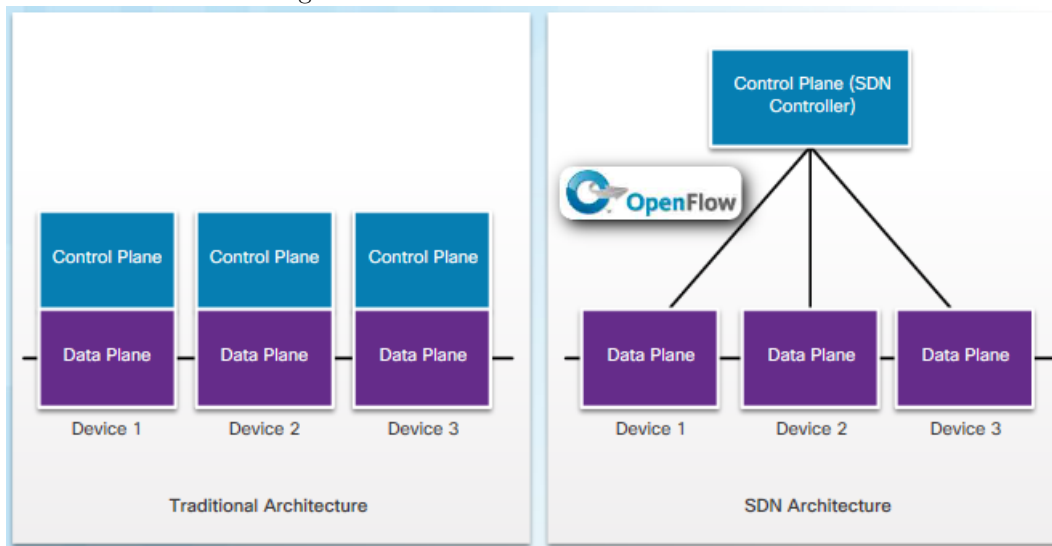 Control Plane
Control Plane
Control Plane
Data Plane
Data Plane
Data Plane
Device 1
Device 2
Device 3
Traditional Architecture
Control Plane (SDN
Controller)
OpenFlow
Data Plane
Data Plane
Data Plane
Device 1
Device 2
Device 3
SDN Architecture